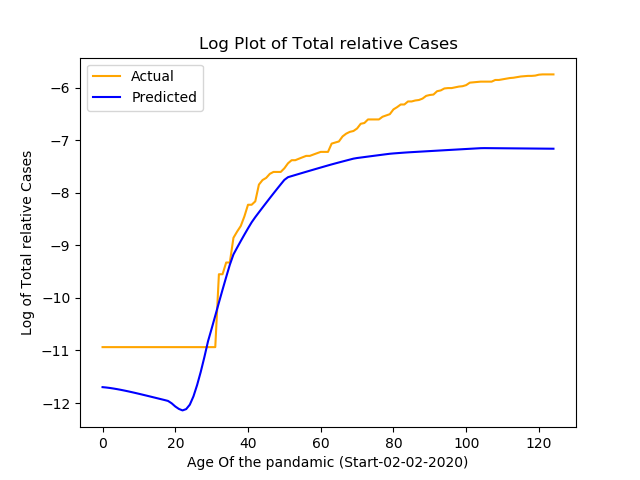 Log Plot of Total relative Cases
Actual
Predicted
−6
−7
−8
−9
−10
−11
−12
Log of Total relative Cases
0 20 40 60 80 100 120
Age Of the pandamic (Start-02-02-2020)